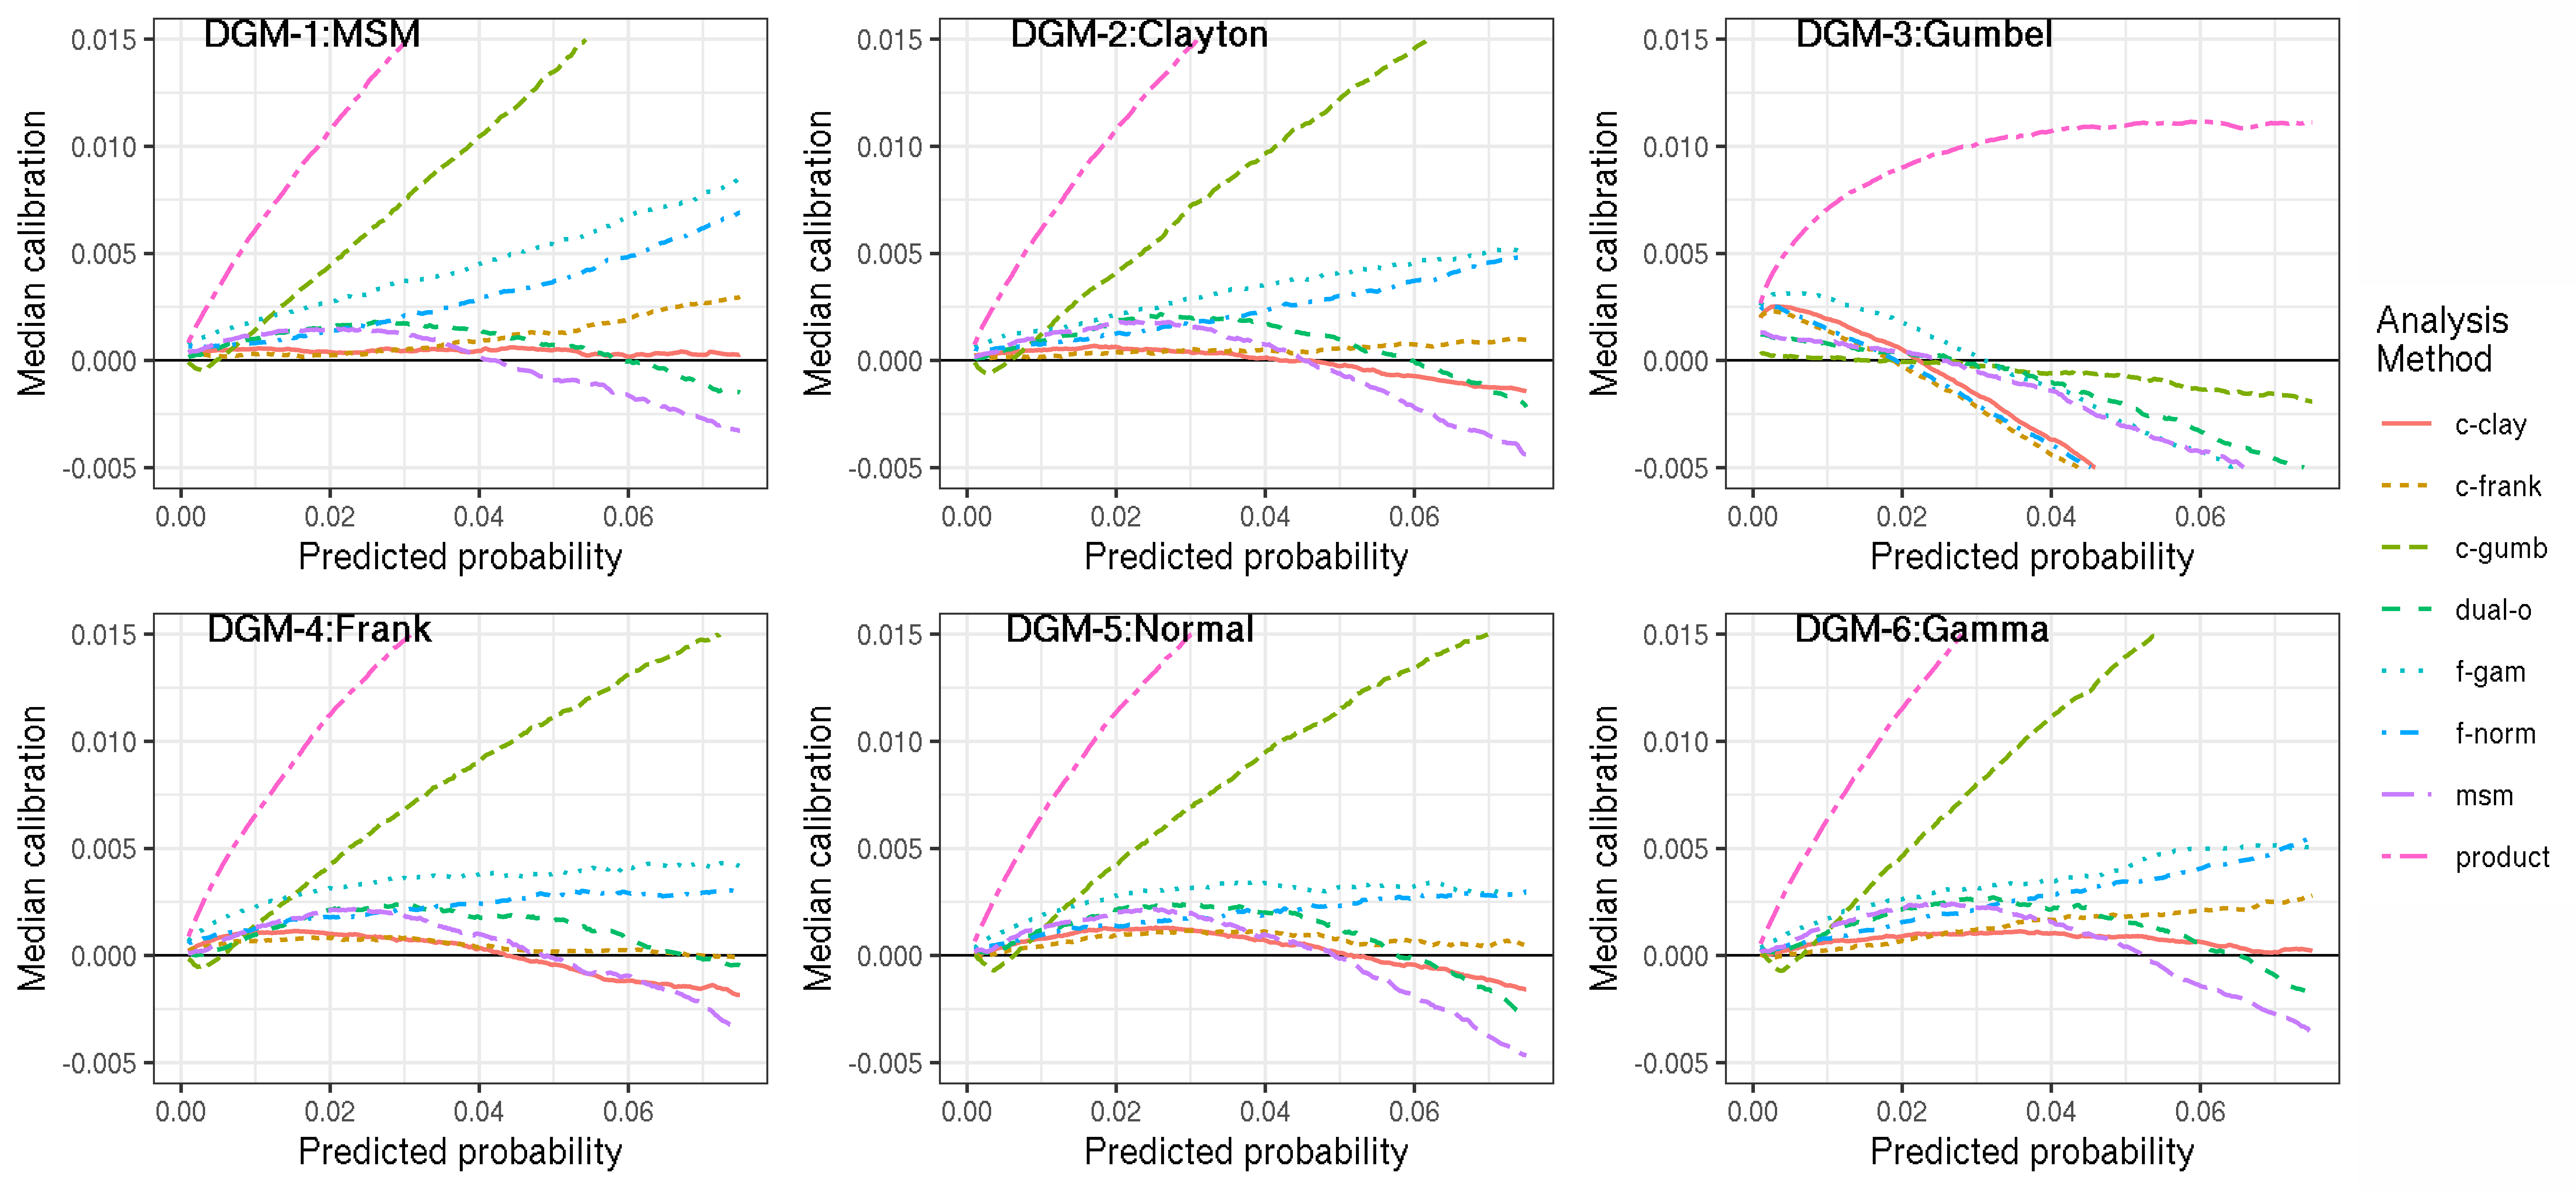 DGM-1:MSM
0.015
0.010
0.005
0.000
-0.005
Median calibration
0.00 0.02 0.04 0.06
Predicted probability
DGM-2:Clayton
0.015
0.010
0.005
0.000
-0.005
Median calibration
0.00 0.02 0.04 0.06
Predicted probability
DGM-3:Gumbel
0.015
0.010
0.005
0.000
-0.005
Median calibration
0.00 0.02 0.04 0.06
Predicted probability
DGM-4:Frank
0.015
0.010
0.005
0.000
-0.005
Median calibration
0.00 0.02 0.04 0.06
Predicted probability
DGM-5:Normal
0.015
0.010
0.005
0.000
-0.005
Median calibration
0.00 0.02 0.04 0.06
Predicted probability
DGM-6:Gamma
0.015
0.010
0.005
0.000
-0.005
Median calibration
0.00 0.02 0.04 0.06
Predicted probability
Analysis
Method
c-clay
c-frank
c-gumb
dual-o
f-gam
f-norm
msm
product